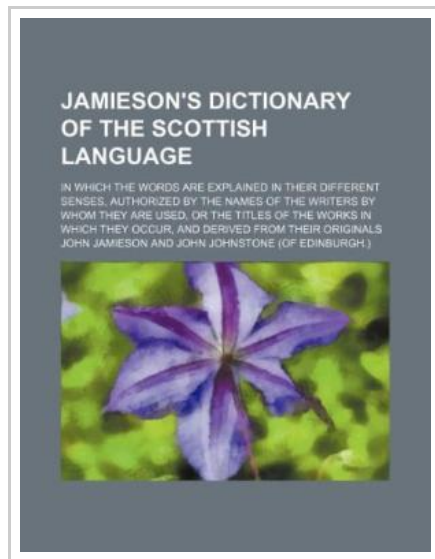 JAMIESON'S DICTIONARY
OF THE SCOTTISH
LANGUAGE
IN WHICH THE WORDS ARE EXPLAINED IN THEIR DIFFERENT
SENSES, AUTHORIZED BY THE NAMES OF THE WRITERS BY
WHOM THEY ARE USED, OR THE TITLES OF THE WORKS IN
WHICH THEY OCCUR, AND DERIVED FROM THEIR ORIGINALS
JOHN JAMIESON AND JOHN JOHNSTONE (OF EDINBURGH.)